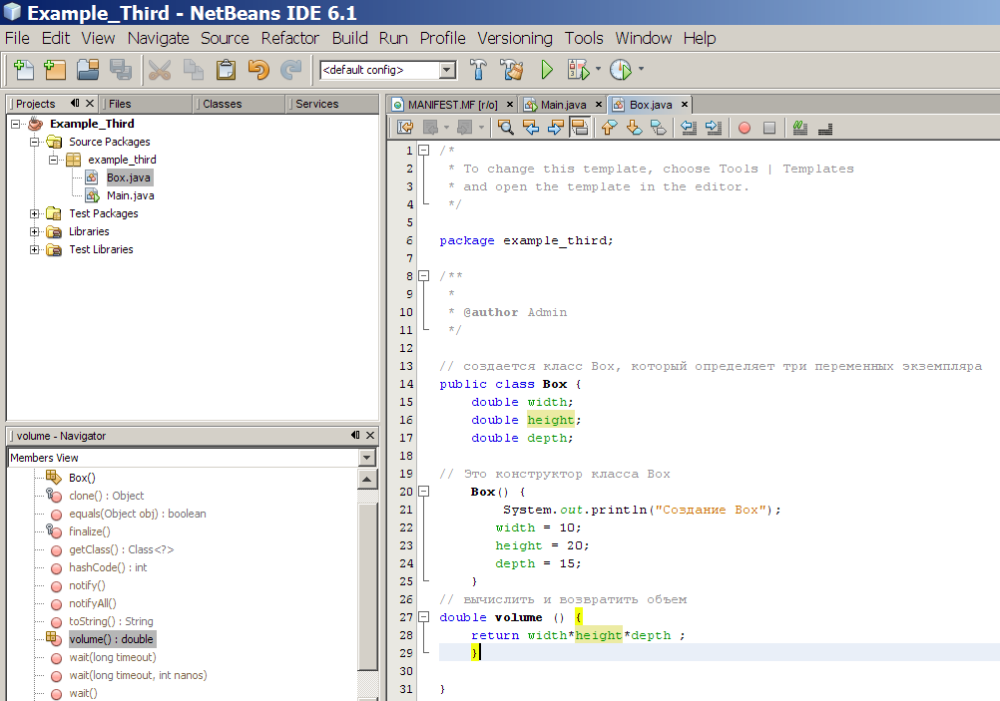 Example_Third - NetBeans IDE 6.1
File Edit View Navigate Source Refactor Build Run Profile Versioning Tools Window Help
<default config>
Projects Files Classes Services
Example_Third
Source Packages
example_third
Box.java
Main.java
Test Packages
Libraries
Test Libraries
volume - Navigator
Members View
Box()
clone() : Object
equals(Object obj) : boolean
finalize()
getClass() : Class<?>
hashCode() : int
notify()
notifyAll()
toString() : String
volume() : double
wait(long timeout)
wait(long timeout, int nanos)
wait()
MANIFEST.MF [r/o] Main.java Box.java
1 /*
2 * To change this template, choose Tools | Templates
3 * and open the template in the editor.
4 */
5
6 package example_third;
7
8 /**
9 *
10 * @author Admin
11 */
12
13 // создается класс Box, который определяет три переменных экземпляра
14 public class Box {
15 double width;
16 double height;
17 double depth;
18
19 // Это конструктор класса Box
20 Box() {
21 System.out.println("Создание Box");
22 width = 10;
23 height = 20;
24 depth = 15;
25 }
26 // вычислить и возвратить объем
27 double volume () {
28 return width*height*depth ;
29 }
30
31 }